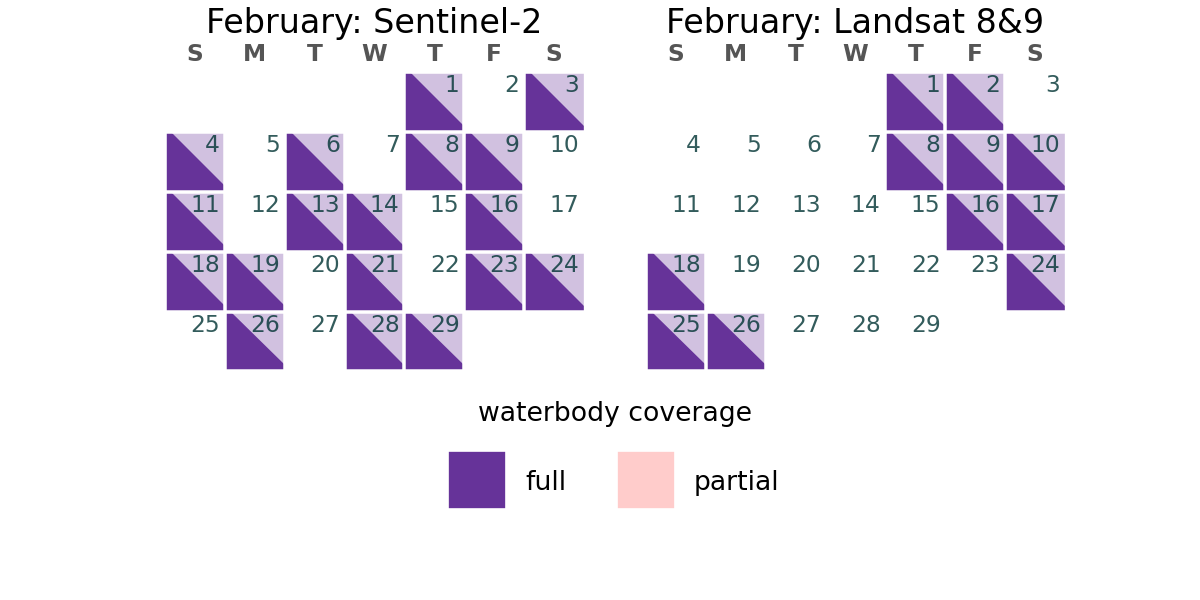 February: Sentinel-2
S M T W T F S
1 2 3
4 5 6 7 8 9 10
11 12 13 14 15 16 17
18 19 20 21 22 23 24
25 26 27 28 29
February: Landsat 8&9
S M T W T F S
1 2 3
4 5 6 7 8 9 10
11 12 13 14 15 16 17
18 19 20 21 22 23 24
25 26 27 28 29
waterbody coverage
full partial